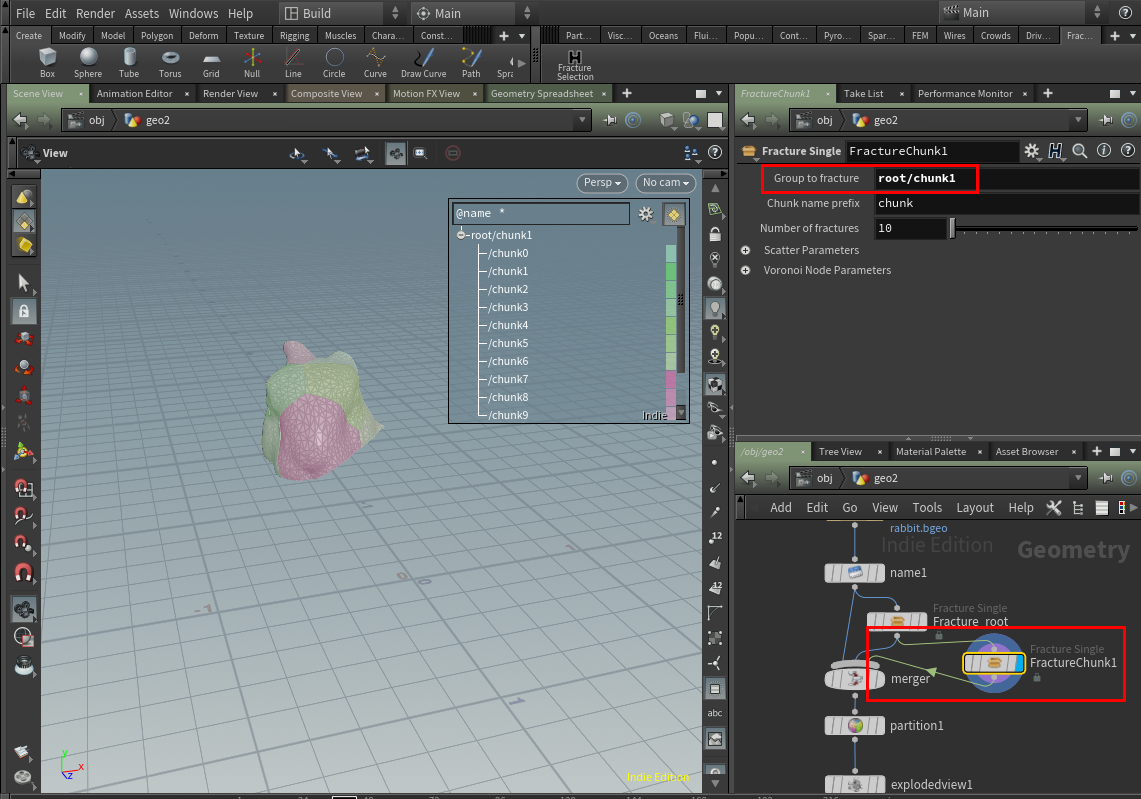 File Edit Render Assets Windows Help Build Main Main
Create Modify Model Polygon Deform Texture Rigging Muscles Chara... Const... Part... Visc... Oceans Flui... Popu... Cont... Pyro... Spar... FEM Wires Crowds Driv... Frac...
Box Sphere Tube Torus Grid Null Line Circle Curve Draw Curve Path Spra
Fracture
Selection
Scene View Animation Editor Render View Composite View Motion FX View Geometry Spreadsheet
obj geo2
View
Persp No cam
@name *
root/chunk1
/chunk0
/chunk1
/chunk2
/chunk3
/chunk4
/chunk5
/chunk6
/chunk7
/chunk8
/chunk9
Indie
-1
0
0
1
y
x
z
Indie Edition
12
12
abc
FractureChunk1 Take List Performance Monitor
obj geo2
Fracture Single FractureChunk1
Group to fracture root/chunk1
Chunk name prefix chunk
Number of fractures 10
Scatter Parameters
Voronoi Node Parameters
/obj/geo2 Tree View Material Palette Asset Browser
obj geo2
Add Edit Go View Tools Layout Help
rabbit.bgeo
Indie Edition Geometry
name1
Fracture Single
Fracture_root
Fracture Single
FractureChunk1
merger
partition1
explodedview1